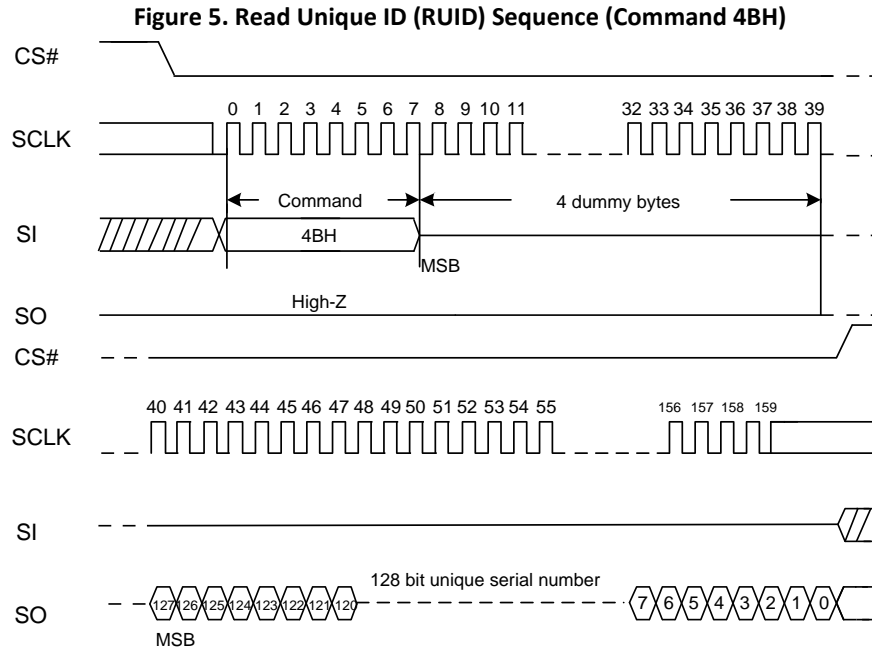 Figure 5. Read Unique ID (RUID) Sequence (Command 4BH)
CS#
0 1 2 3 4 5 6 7 8 9 10 11 32 33 34 35 36 37 38 39
SCLK
Command 4 dummy bytes
SI 4BH
MSB
High-Z
SO
CS#
40 41 42 43 44 45 46 47 48 49 50 51 52 53 54 55 156 157 158 159
SCLK
SI
128 bit unique serial number
SO 127 126 125 124 123 122 121 120 7 6 5 4 3 2 1 0
MSB